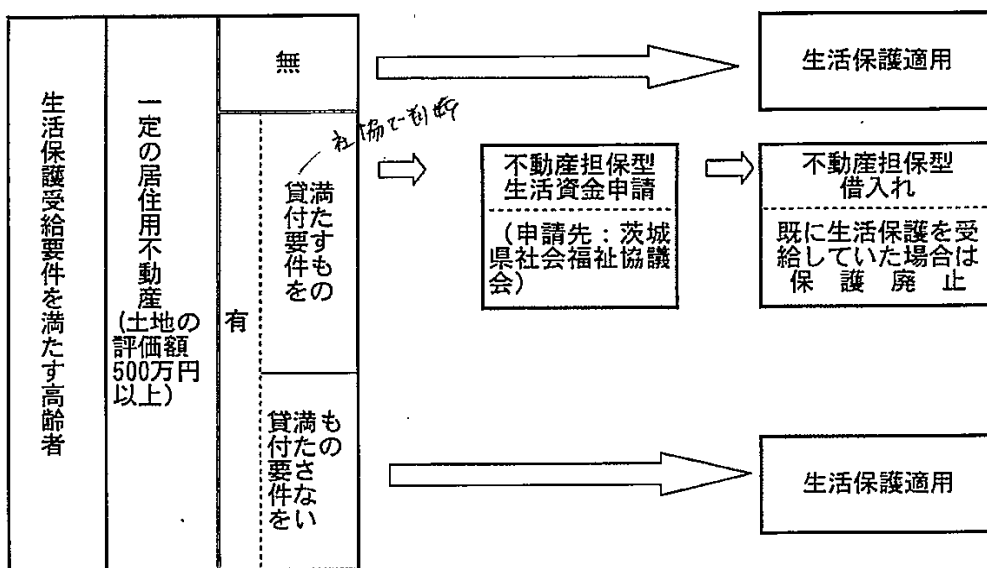 生活保護受給要件を満たす高齢者
一定の居住用不動産
(土地の
評価額
500万円
以上)
無
有
社協で判断
貸付要件を
満たすもの
貸付要件を
満たさない
もの
生活保護適用
不動産担保型
生活資金申請
(申請先:茨城
県社会福祉協議
会)
不動産担保型
借入れ
既に生活保護を受
給していた場合は
保護廃止
生活保護適用